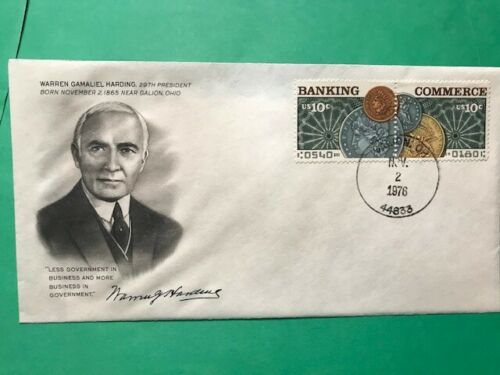 WARREN GAMALIEL HARDING, 29TH PRESIDENT
BORN NOVEMBER 2, 1865 NEAR GALION, OHIO
BANKING
COMMERCE
US 10c
US 10c
NOV.
2
1976
44833
"LESS GOVERNMENT IN
BUSINESS AND MORE
BUSINESS IN
GOVERNMENT."
Warren G Harding